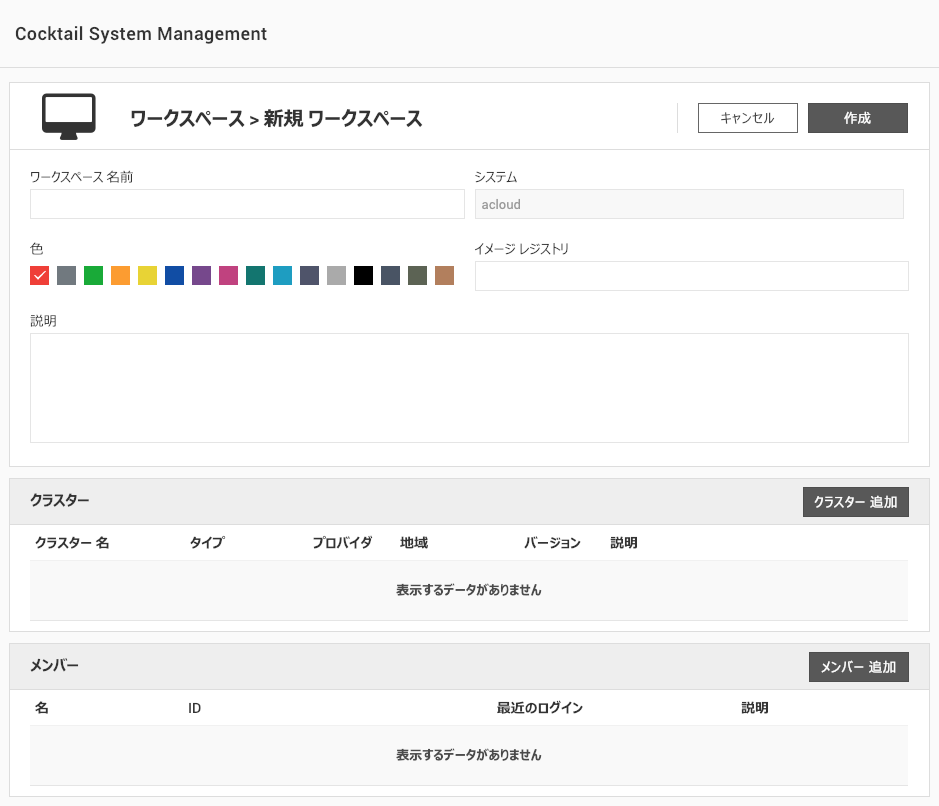 Cocktail System Management
ワークスペース > 新規 ワークスペース
キャンセル
作成
ワークスペース 名前
システム
acloud
色
イメージ レジストリ
説明
クラスター
クラスター 追加
クラスター 名 タイプ プロバイダ 地域 バージョン 説明
表示するデータがありません
メンバー
メンバー 追加
名 ID 最近のログイン 説明
表示するデータがありません